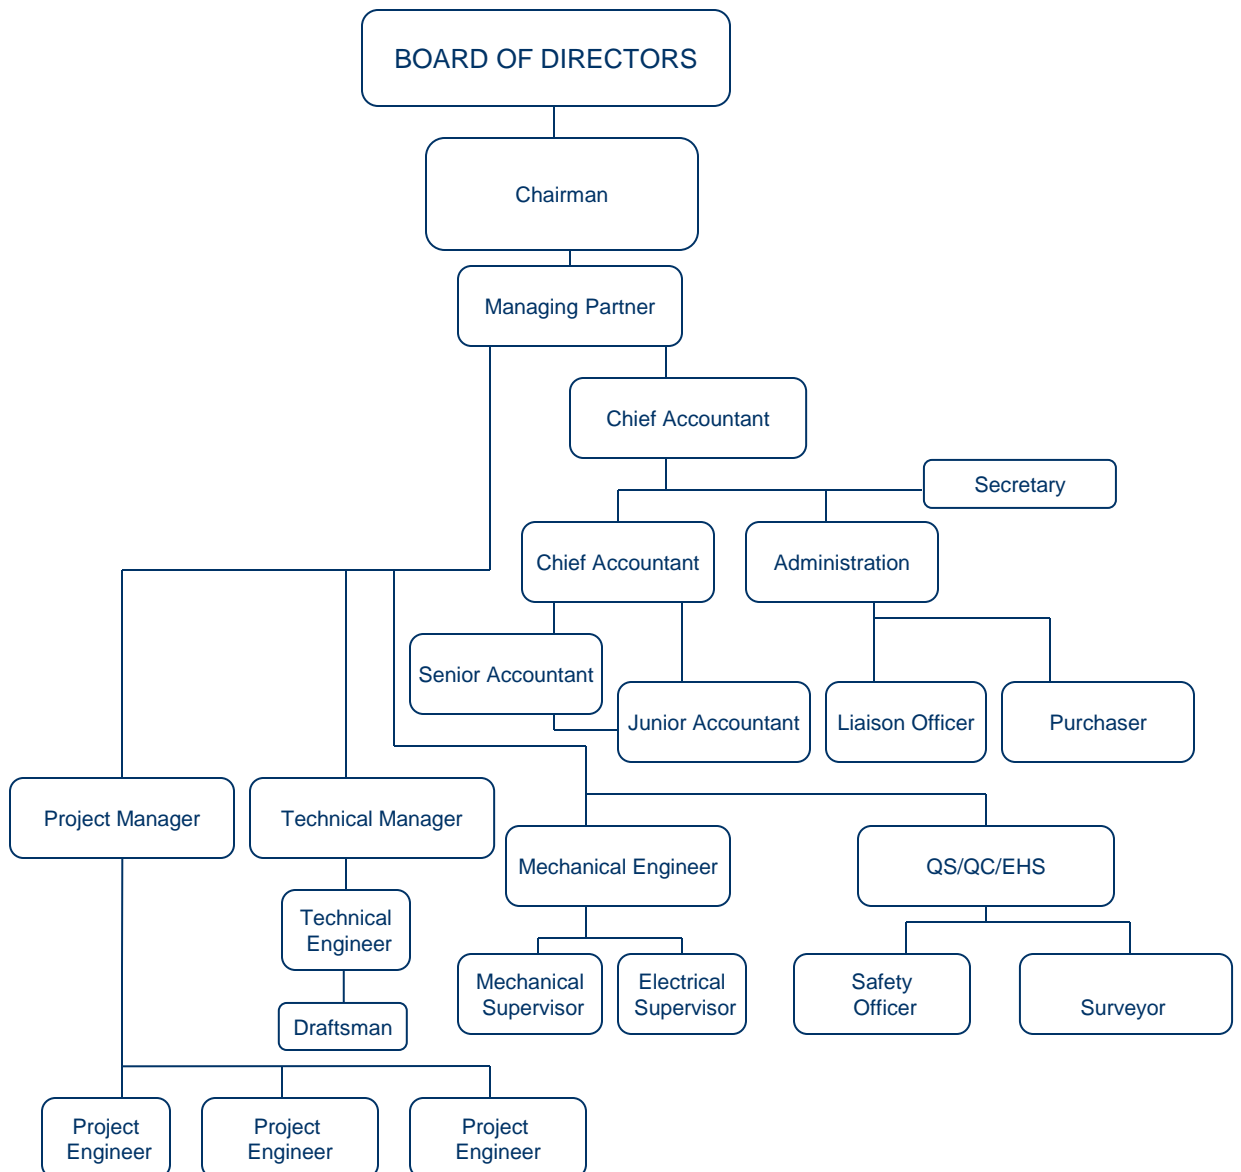 BOARD OF DIRECTORS
Chairman
Managing Partner
Chief Accountant
Secretary
Chief Accountant
Administration
Senior Accountant
Junior Accountant
Liaison Officer
Purchaser
Project Manager
Technical Manager
Mechanical Engineer
QS/QC/EHS
Technical
Engineer
Mechanical
Supervisor
Electrical
Supervisor
Safety
Officer
Surveyor
Draftsman
Project
Engineer
Project
Engineer
Project
Engineer